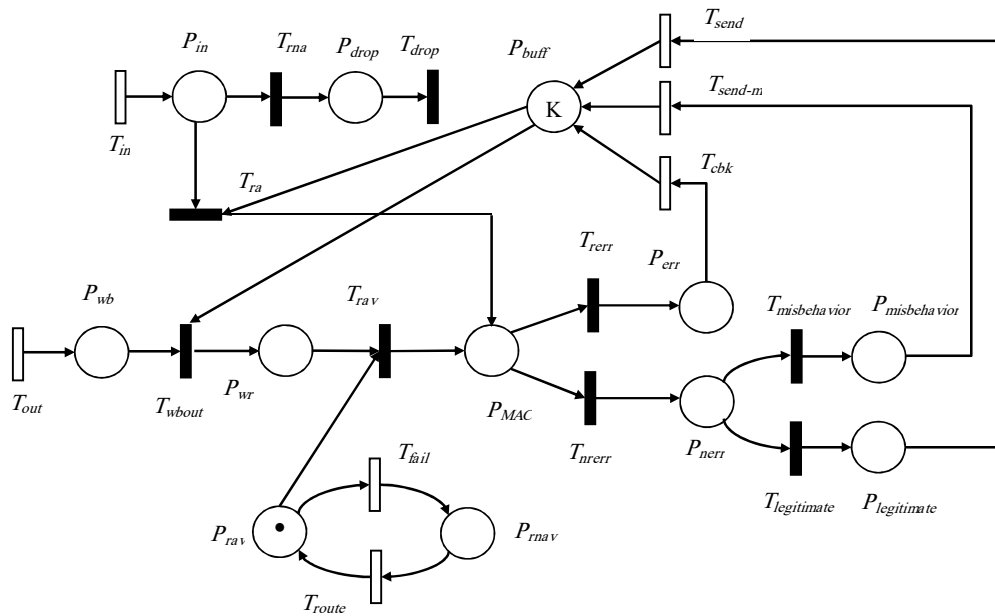 T_send
P_in
T_rna
P_drop
T_drop
P_buff
T_send-m
K
T_in
T_cbk
T_ra
T_rerr
P_err
P_wb
T_rav
T_misbehavior
P_misbehavior
T_out
T_wbout
P_wr
P_MAC
T_nrerr
P_nerr
T_fail
T_legitimate
P_legitimate
P_rav
P_rnav
T_route